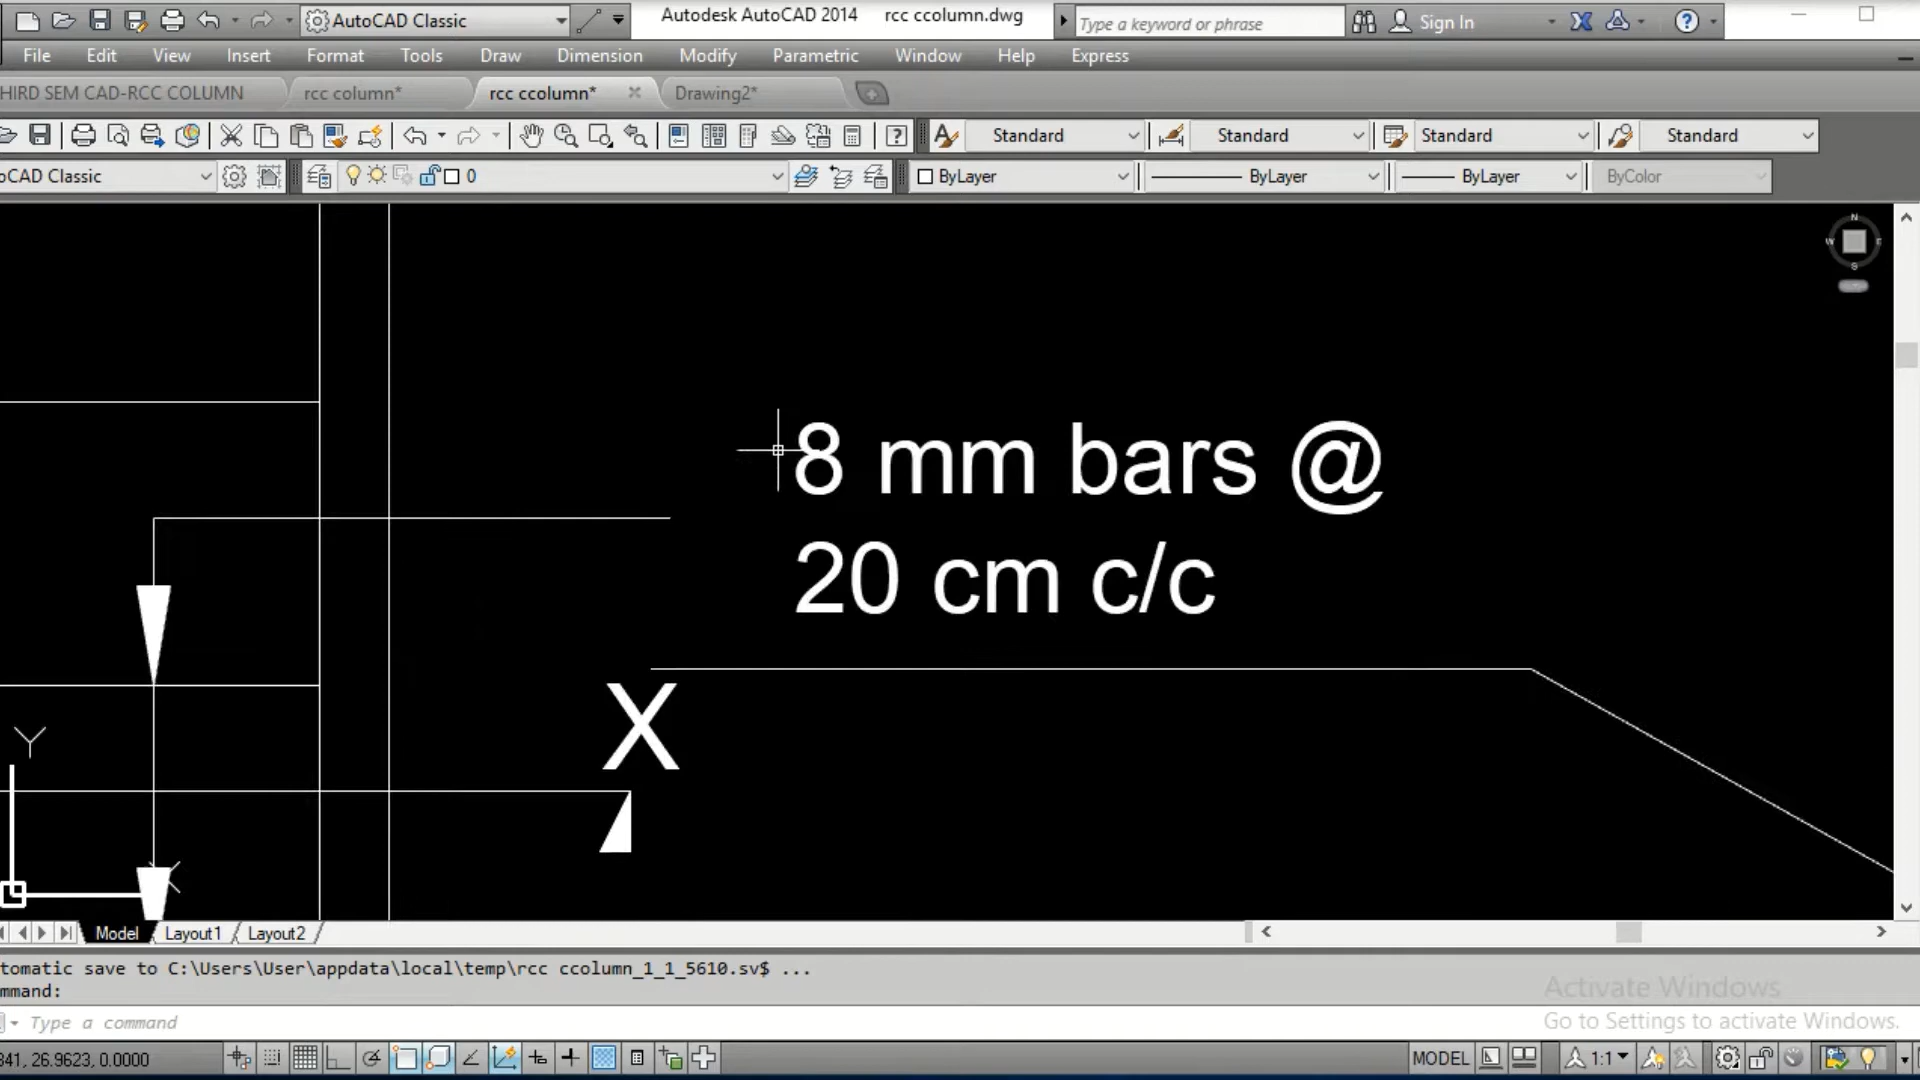 AutoCAD Classic
Autodesk AutoCAD 2014 rcc ccolumn.dwg
Type a keyword or phrase
Sign In
File Edit View Insert Format Tools Draw Dimension Modify Parametric Window Help Express
HIRD SEM CAD-RCC COLUMN rcc column* rcc ccolumn* Drawing2*
Standard Standard Standard Standard
oCAD Classic 0 ByLayer ByLayer ByLayer ByColor
N
W E
S
8 mm bars @
20 cm c/c
X
Y
X
Model Layout1 Layout2
tomatic save to C:\Users\User\appdata\local\temp\rcc ccolumn_1_1_5610.sv$ ...
mmand:
Type a command
Activate Windows
Go to Settings to activate Windows.
341, 26.9623, 0.0000 MODEL 1:1